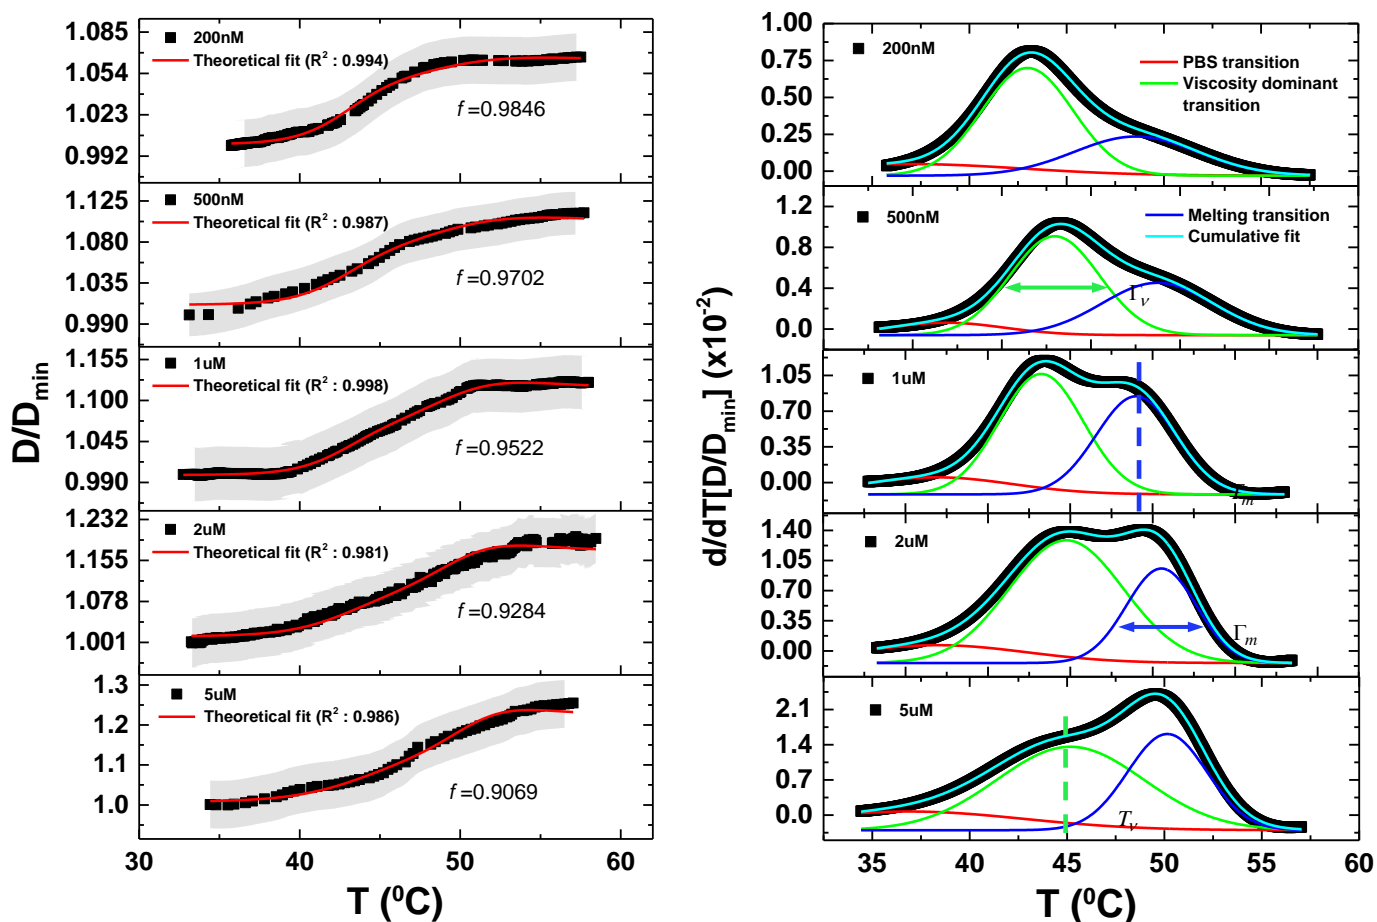 D/D_min
1.085
1.054
1.023
0.992
200nM
Theoretical fit (R² : 0.994)
f=0.9846
1.125
1.080
1.035
0.990
500nM
Theoretical fit (R² : 0.987)
f=0.9702
1.155
1.100
1.045
0.990
1uM
Theoretical fit (R² : 0.998)
f=0.9522
1.232
1.155
1.078
1.001
2uM
Theoretical fit (R² : 0.981)
f=0.9284
1.3
1.2
1.1
1.0
5uM
Theoretical fit (R² : 0.986)
f=0.9069
30 40 50 60
T (⁰C)
d/dT[D/D_min] (x10⁻²)
1.00
0.75
0.50
0.25
0.00
200nM
PBS transition
Viscosity dominant
transition
1.2
0.8
0.4
0.0
500nM
Melting transition
Cumulative fit
Γ_ν
1.05
0.70
0.35
0.00
1uM
T_m
1.40
1.05
0.70
0.35
0.00
2uM
Γ_m
2.1
1.4
0.7
0.0
5uM
T_ν
35 40 45 50 55 60
T (⁰C)